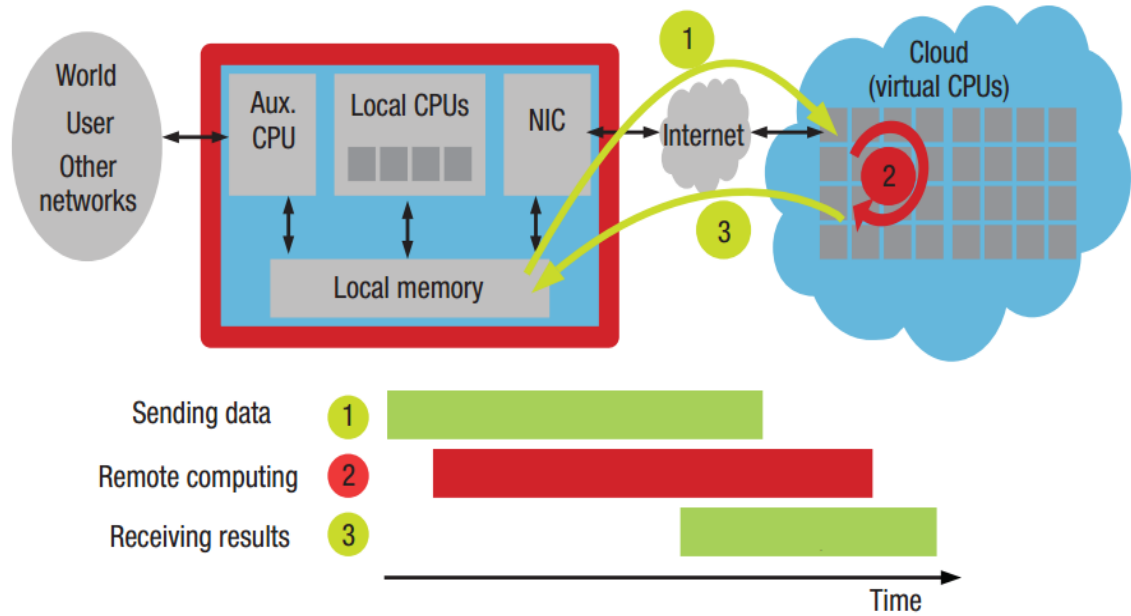 World
User
Other
networks
Aux.
CPU
Local CPUs
NIC
Local memory
Internet
Cloud
(virtual CPUs)
1
2
3
Sending data 1
Remote computing 2
Receiving results 3
Time